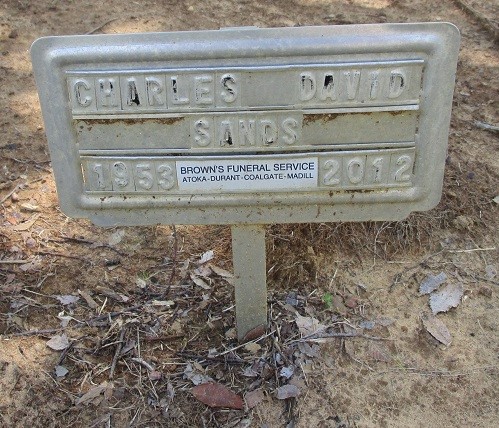 CHARLES DAVID
SANDS
1953 BROWN'S FUNERAL SERVICE 2012
ATOKA-DURANT-COALGATE-MADILL